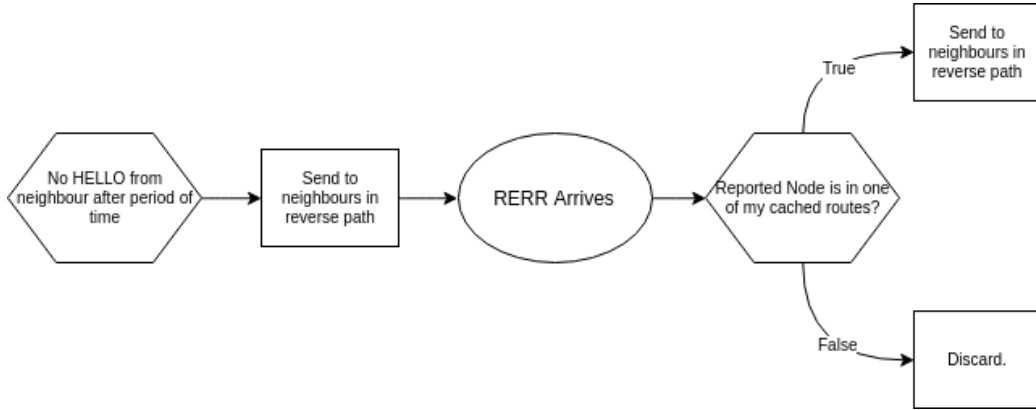 No HELLO from
neighbour after period of
time
Send to
neighbours in
reverse path
RERR Arrives
Reported Node is in one
of my cached routes?
True
Send to
neighbours in
reverse path
False
Discard.